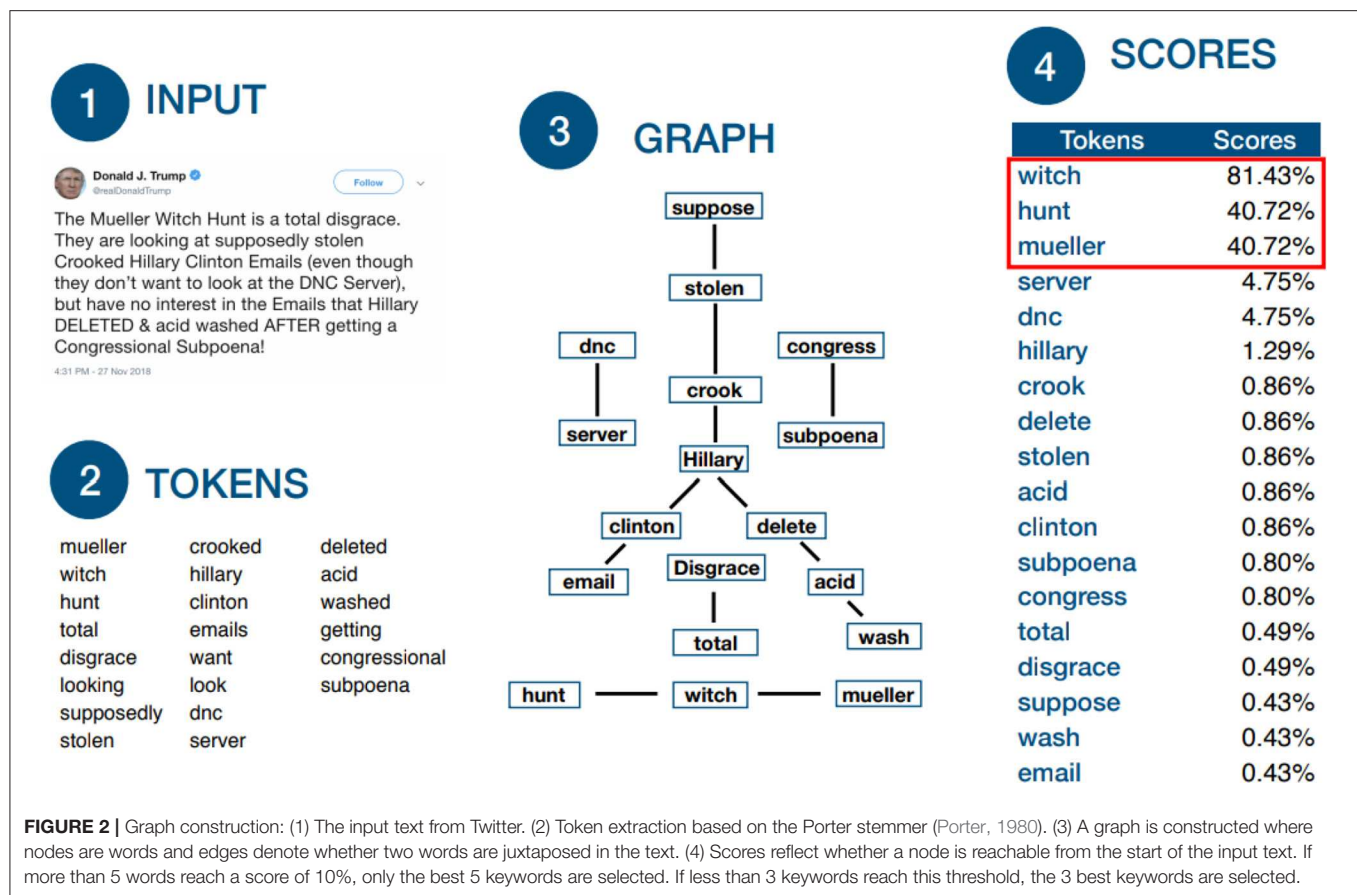 1 INPUT
Donald J. Trump
@realDonaldTrump
Follow
The Mueller Witch Hunt is a total disgrace.
They are looking at supposedly stolen
Crooked Hillary Clinton Emails (even though
they don't want to look at the DNC Server),
but have no interest in the Emails that Hillary
DELETED & acid washed AFTER getting a
Congressional Subpoena!
4:31 PM - 27 Nov 2018
2 TOKENS
mueller crooked deleted
witch hillary acid
hunt clinton washed
total emails getting
disgrace want congressional
looking look subpoena
supposedly dnc
stolen server
3 GRAPH
suppose
stolen
dnc congress
crook
server subpoena
Hillary
clinton delete
email Disgrace acid
total wash
hunt witch mueller
4 SCORES
Tokens Scores
witch 81.43%
hunt 40.72%
mueller 40.72%
server 4.75%
dnc 4.75%
hillary 1.29%
crook 0.86%
delete 0.86%
stolen 0.86%
acid 0.86%
clinton 0.86%
subpoena 0.80%
congress 0.80%
total 0.49%
disgrace 0.49%
suppose 0.43%
wash 0.43%
email 0.43%
FIGURE 2 | Graph construction: (1) The input text from Twitter. (2) Token extraction based on the Porter stemmer (Porter, 1980). (3) A graph is constructed where
nodes are words and edges denote whether two words are juxtaposed in the text. (4) Scores reflect whether a node is reachable from the start of the input text. If
more than 5 words reach a score of 10%, only the best 5 keywords are selected. If less than 3 keywords reach this threshold, the 3 best keywords are selected.